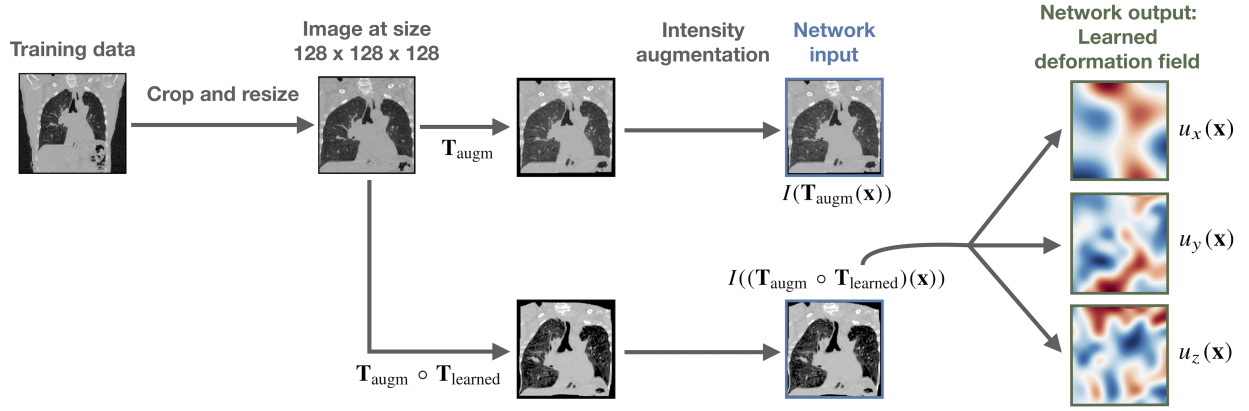 Training data
Crop and resize
Image at size
128 x 128 x 128
T_augm
Intensity
augmentation
Network
input
I(T_augm(x))
Network output:
Learned
deformation field
u_x(x)
u_y(x)
u_z(x)
I((T_augm ∘ T_learned)(x))
T_augm ∘ T_learned